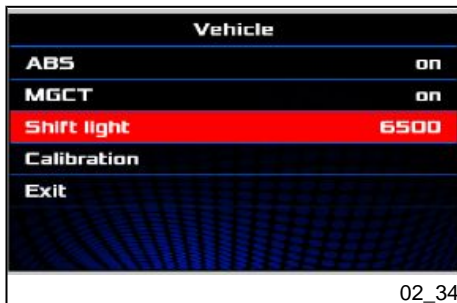 Vehicle
ABS on
MGCT on
Shift light 6500
Calibration
Exit
02_34